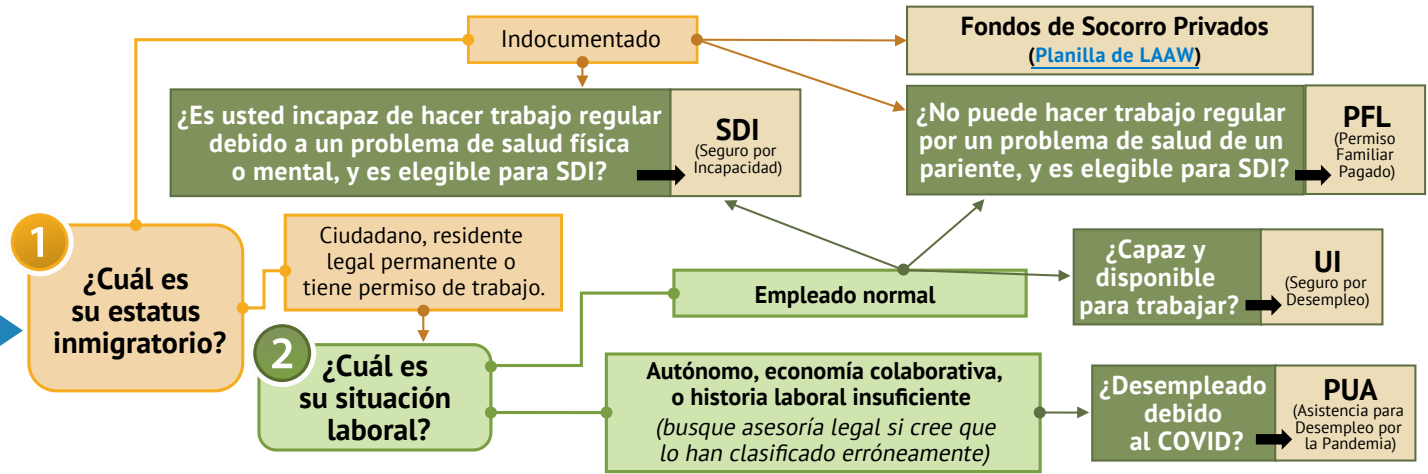 Indocumentado
Fondos de Socorro Privados
(Planilla de LAAW)
¿Es usted incapaz de hacer trabajo regular
debido a un problema de salud física
o mental, y es elegible para SDI?
SDI
(Seguro por
Incapacidad)
¿No puede hacer trabajo regular
por un problema de salud de un
pariente, y es elegible para SDI?
PFL
(Permiso
Familiar
Pagado)
1
¿Cuál es
su estatus
inmigratorio?
Ciudadano, residente
legal permanente o
tiene permiso de trabajo.
2
¿Cuál es
su situación
laboral?
Empleado normal
¿Capaz y
disponible
para trabajar?
UI
(Seguro por
Desempleo)
Autónomo, economía colaborativa,
o historia laboral insuficiente
(busque asesoría legal si cree que
lo han clasificado erróneamente)
¿Desempleado
debido
al COVID?
PUA
(Asistencia para
Desempleo por
la Pandemia)